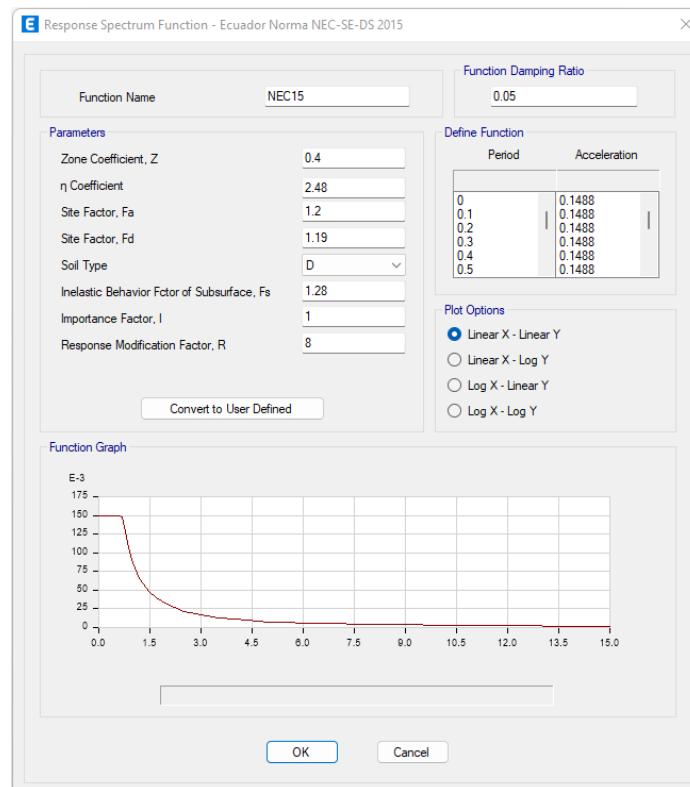 E Response Spectrum Function - Ecuador Norma NEC-SE-DS 2015
Function Name NEC15
Function Damping Ratio
0.05
Parameters
Zone Coefficient, Z 0.4
η Coefficient 2.48
Site Factor, Fa 1.2
Site Factor, Fd 1.19
Soil Type D
Inelastic Behavior Fctor of Subsurface, Fs 1.28
Importance Factor, I 1
Response Modification Factor, R 8
Convert to User Defined
Define Function
Period Acceleration
0 0.1488
0.1 0.1488
0.2 0.1488
0.3 0.1488
0.4 0.1488
0.5 0.1488
Plot Options
Linear X - Linear Y
Linear X - Log Y
Log X - Linear Y
Log X - Log Y
Function Graph
E-3
175
150
125
100
75
50
25
0
0.0 1.5 3.0 4.5 6.0 7.5 9.0 10.5 12.0 13.5 15.0
OK Cancel